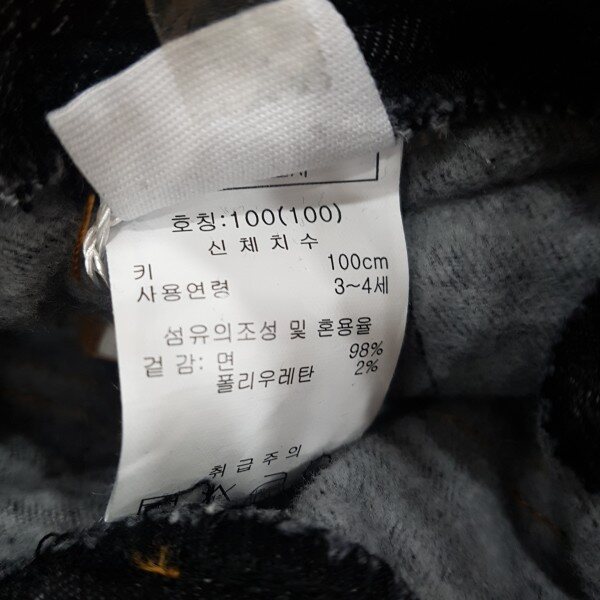 호칭:100(100)
신체치수
키 100cm
사용연령 3~4세
섬유의조성 및 혼용율
겉감: 면 98%
폴리우레탄 2%
취급주의